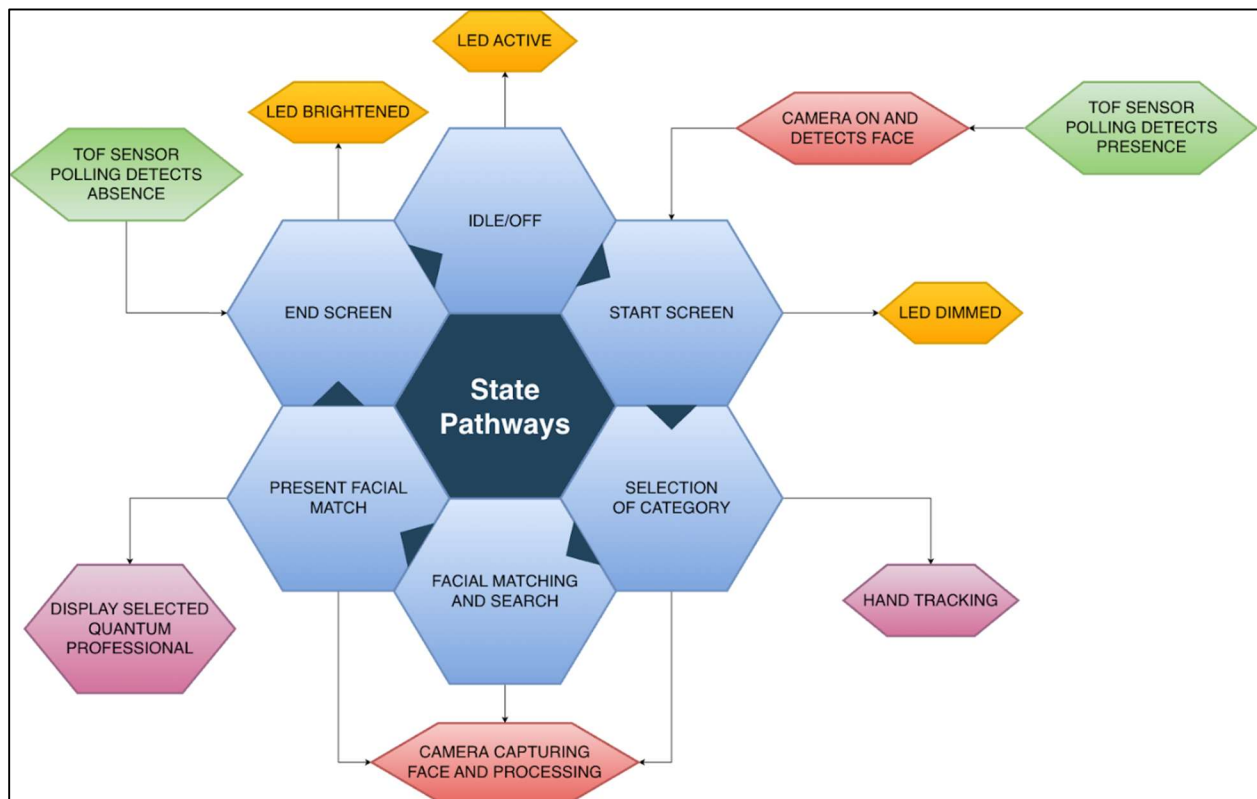 LED ACTIVE
LED BRIGHTENED
CAMERA ON AND
DETECTS FACE
TOF SENSOR
POLLING DETECTS
PRESENCE
TOF SENSOR
POLLING DETECTS
ABSENCE
IDLE/OFF
END SCREEN
START SCREEN
LED DIMMED
State
Pathways
PRESENT FACIAL
MATCH
SELECTION
OF CATEGORY
FACIAL MATCHING
AND SEARCH
DISPLAY SELECTED
QUANTUM
PROFESSIONAL
HAND TRACKING
CAMERA CAPTURING
FACE AND PROCESSING